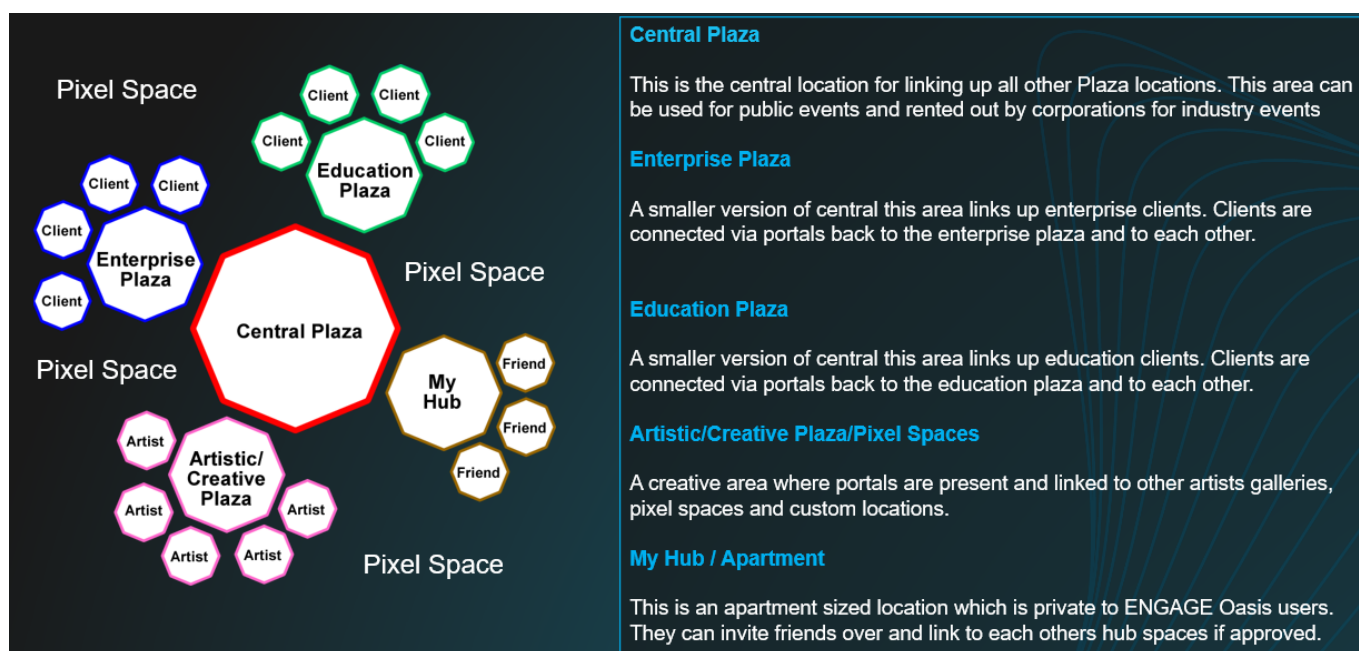 Pixel Space
Client
Client
Client
Client
Education
Plaza
Client
Client
Client
Client
Enterprise
Plaza
Pixel Space
Central Plaza
Pixel Space
My
Hub
Friend
Friend
Friend
Artist
Artistic/
Creative
Plaza
Artist
Artist
Artist
Artist
Pixel Space
Central Plaza
This is the central location for linking up all other Plaza locations. This area can
be used for public events and rented out by corporations for industry events
Enterprise Plaza
A smaller version of central this area links up enterprise clients. Clients are
connected via portals back to the enterprise plaza and to each other.
Education Plaza
A smaller version of central this area links up education clients. Clients are
connected via portals back to the education plaza and to each other.
Artistic/Creative Plaza/Pixel Spaces
A creative area where portals are present and linked to other artists galleries,
pixel spaces and custom locations.
My Hub / Apartment
This is an apartment sized location which is private to ENGAGE Oasis users.
They can invite friends over and link to each others hub spaces if approved.